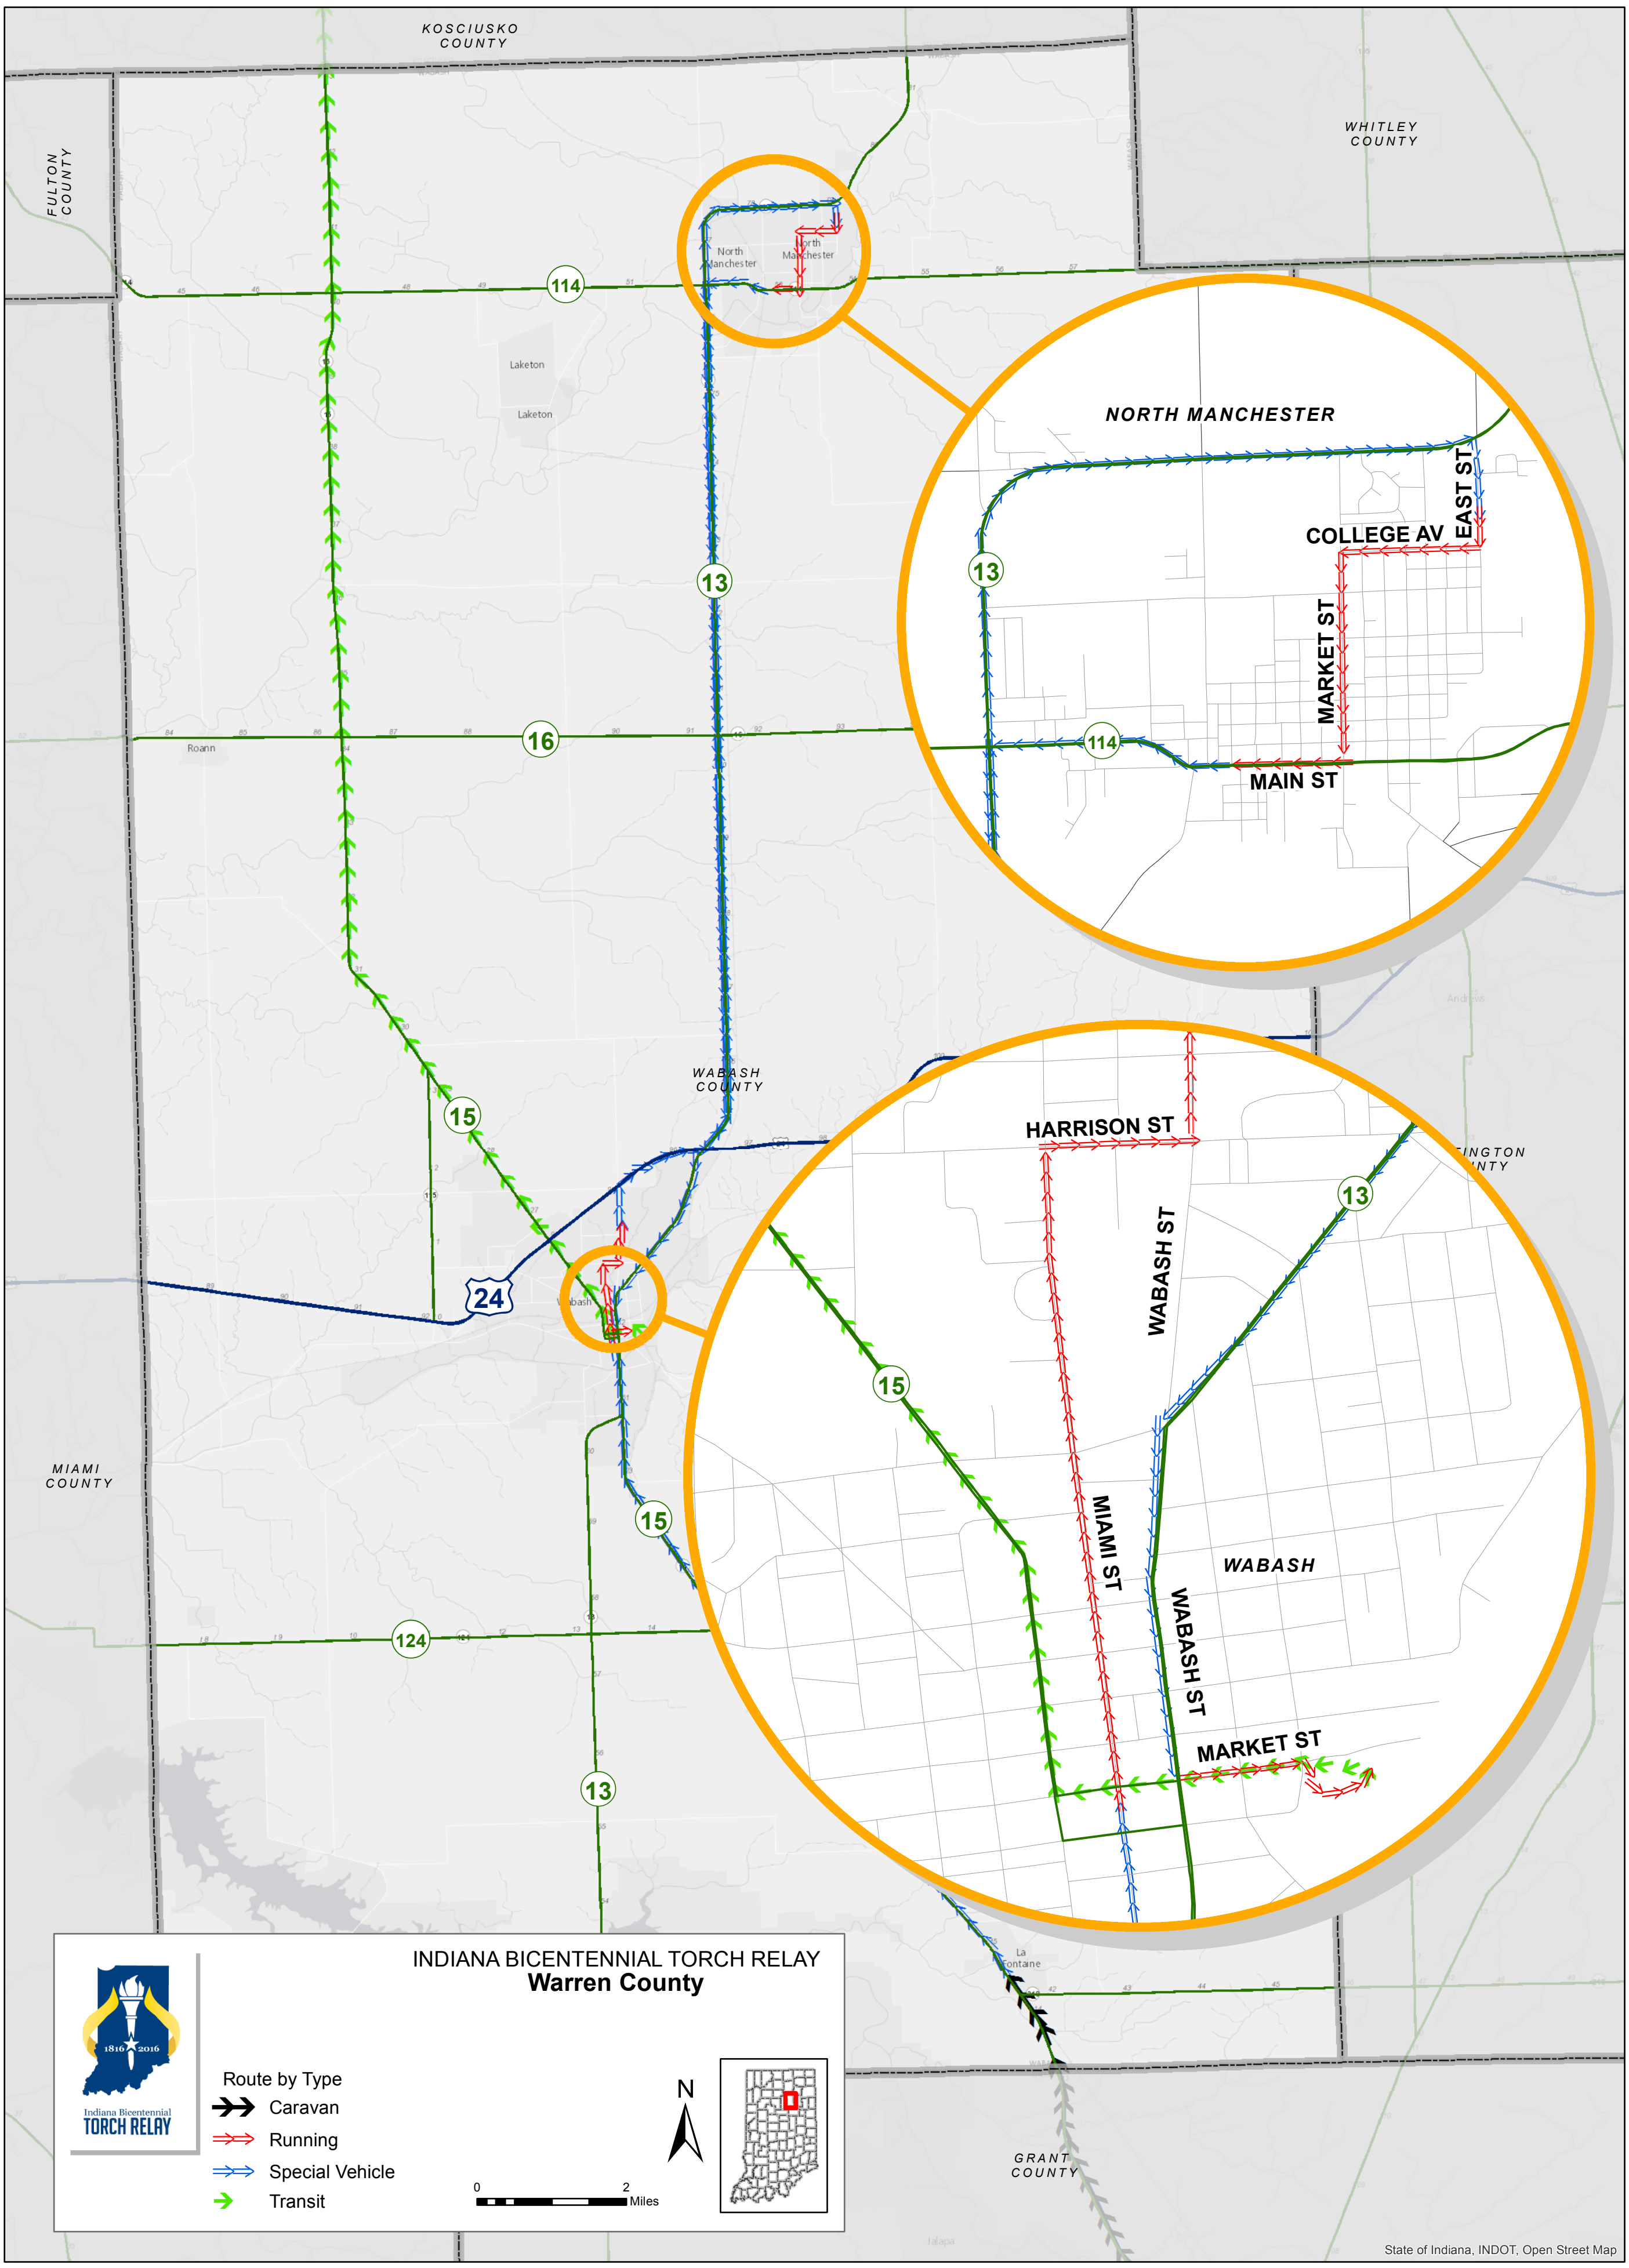 KOSCIUSKO
COUNTY
FULTON
COUNTY
WHITLEY
COUNTY
North
Manchester
North
Manchester
114
Laketon
Laketon
13
16
Roann
NORTH MANCHESTER
EAST ST
COLLEGE AV
13
MARKET ST
114
MAIN ST
Andrews
WABASH
COUNTY
15
24
Wabash
INGTON
NTY
HARRISON ST
WABASH ST
13
15
MIAMI ST
WABASH
WABASH ST
MARKET ST
MIAMI
COUNTY
15
124
13
La
Fontaine
GRANT
COUNTY
INDIANA BICENTENNIAL TORCH RELAY
Warren County
1816 2016
Indiana Bicentennial
TORCH RELAY
Route by Type
Caravan
Running
Special Vehicle
Transit
N
0 2
Miles
State of Indiana, INDOT, Open Street Map